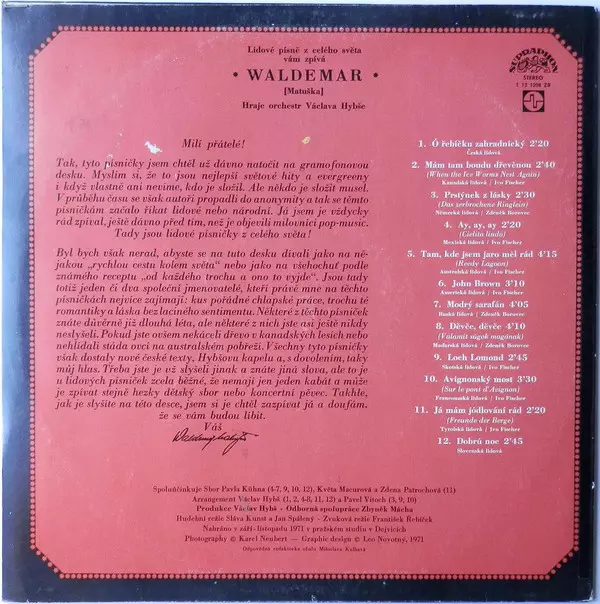 Lidové písně z celého světa
vám zpívá
• WALDEMAR •
[Matuška]
Hraje orchestr Václava Hybše
SUPRAPHON
STEREO
Milí přátelé!
Tak, tyto písničky jsem chtěl už dávno natočit na gramofonovou
desku. Myslím si, že to jsou nejlepší světové hity a evergreeny
i když vlastně ani nevíme, kdo je složil. Ale někdo je složit musel.
V průběhu času se však autoři propadli do anonymity a tak se těmto
písničkám začalo říkat lidové nebo národní. Já jsem je vždycky
rád zpíval, ještě dávno před tím, než je objevili milovníci pop-music.
Tady jsou lidové písničky z celého světa!
Byl bych však nerad, abyste se na tuto desku dívali jako na ně-
jakou „rychlou cestu kolem světa" nebo jako na všehochuť podle
známého receptu „od každého trochu a ono to vyjde". Jsou tady
totiž jeden či dva společní jmenovatelé, kteří právě mne na těchto
písničkách nejvíce zajímají: kus pořádné chlapské práce, trochu té
romantiky a láska bez laciného sentimentu. Některé z těchto písniček
znáte důvěrně již dlouhá léta, ale některé z nich jste asi ještě nikdy
neslyšeli. Pokud jste ovšem nekáceli dřevo v kanadských lesích nebo
nehlídali stáda ovcí na australském pobřeží. Všechny tyto písničky
však dostaly nové české texty, Hybšovu kapelu a, s dovolením, taky
můj hlas. Třeba jste je už slyšeli jinak a znáte jiná slova, ale to je
u lidových písniček zcela běžné, že nemají jen jeden kabát a může
je zpívat stejně hezky dětský sbor nebo koncertní pěvec. Takhle,
jak je slyšíte na této desce, jsem si je chtěl zazpívat já a doufám,
že se vám budou líbit.
Váš
1. Ó řebíčku zahradnický 2'20
Česká lidová
2. Mám tam boudu dřevěnou 2'40
(When the Ice Worms Nest Again)
Kanadská lidová / Ivo Fischer
3. Prstýnek z lásky 2'30
(Das zerbrochene Ringlein)
Německá lidová / Zdeněk Borovec
4. Ay, ay, ay 2'20
(Cielito lindo)
Mexická lidová / Ivo Fischer
5. Tam, kde jsem jaro měl rád 4'15
(Reedy Lagoon)
Australská lidová / Ivo Fischer
6. John Brown 3'10
Americká lidová / Ivo Fischer
7. Modrý sarafán 4'05
Ruská lidová / Zdeněk Borovec
8. Děvče, děvče 4'10
(Valamit súgok magának)
Maďarská lidová / Zdeněk Borovec
9. Loch Lomond 2'45
Skotská lidová / Ivo Fischer
10. Avignonský most 3'30
(Sur le pont d'Avignon)
Francouzská lidová / Ivo Fischer
11. Já mám jódlování rád 2'20
(Freunde der Berge)
Tyrolská lidová / Ivo Fischer
12. Dobrú noc 2'45
Slovenská lidová
Spoluúčinkuje Sbor Pavla Kühna (4-7, 9, 10, 12), Květa Macurová a Zdena Patrochová (11)
Arrangement Václav Hybš (1, 2, 4-8, 11, 12) and Pavel Vitoch (3, 9, 10)
Produkce Václav Hybš • Odborná spolupráce Zbyněk Mácha
Hudební režie Sláva Kunst a Jan Spálený • Zvuková režie František Řebíček
Nahráno v září - listopadu 1971 v pražském studiu v Dejvicích
Photography © Karel Neubert — Graphic design © Leo Novotný, 1971
Odpovědná redaktorka obalu Miloslava Kalbová